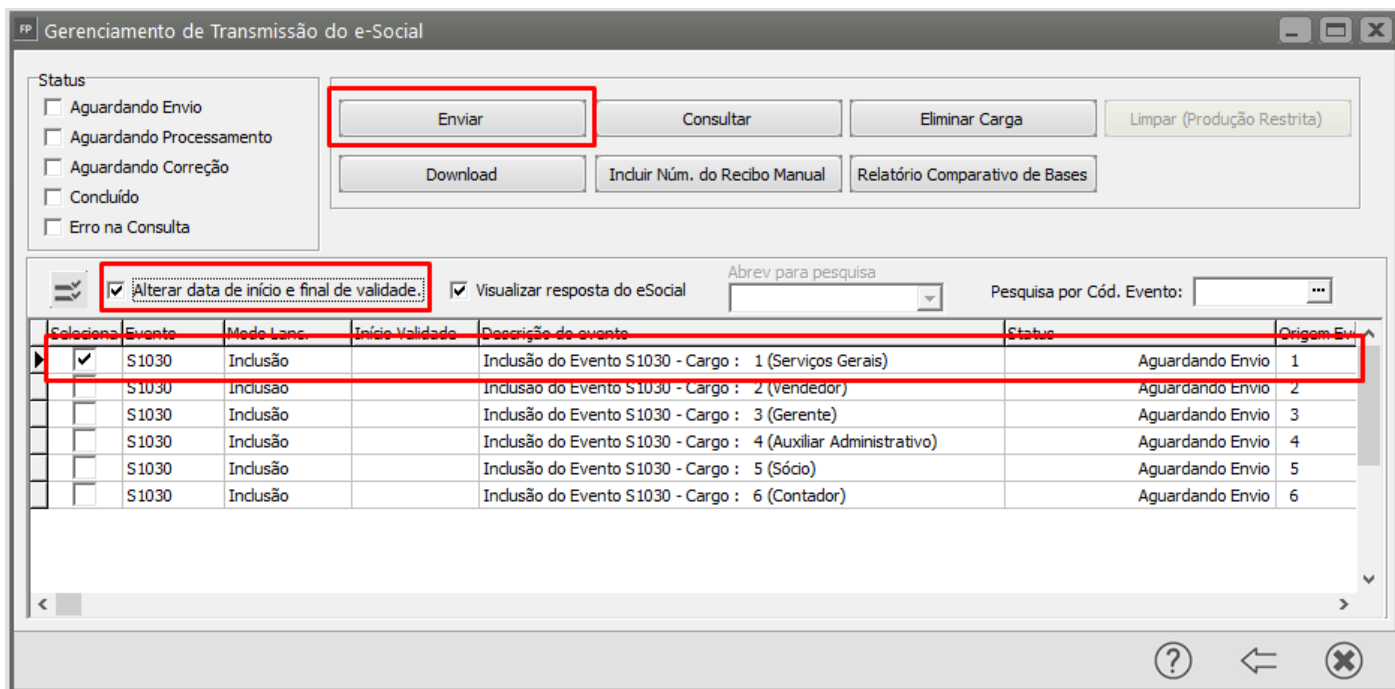 FP Gerenciamento de Transmissão do e-Social
Status
Aguardando Envio
Aguardando Processamento
Aguardando Correção
Concluído
Erro na Consulta
Enviar Consultar Eliminar Carga Limpar (Produção Restrita)
Download Incluir Núm. do Recibo Manual Relatório Comparativo de Bases
Alterar data de início e final de validade. Visualizar resposta do eSocial Abrev para pesquisa Pesquisa por Cód. Evento: ...
Seleciona Evento Modo Lanc. Início Validade Descrição do evento Status Origem Ev
S1030 Inclusão Inclusão do Evento S1030 - Cargo : 1 (Serviços Gerais) Aguardando Envio 1
S1030 Inclusão Inclusão do Evento S1030 - Cargo : 2 (Vendedor) Aguardando Envio 2
S1030 Inclusão Inclusão do Evento S1030 - Cargo : 3 (Gerente) Aguardando Envio 3
S1030 Inclusão Inclusão do Evento S1030 - Cargo : 4 (Auxiliar Administrativo) Aguardando Envio 4
S1030 Inclusão Inclusão do Evento S1030 - Cargo : 5 (Sócio) Aguardando Envio 5
S1030 Inclusão Inclusão do Evento S1030 - Cargo : 6 (Contador) Aguardando Envio 6
?